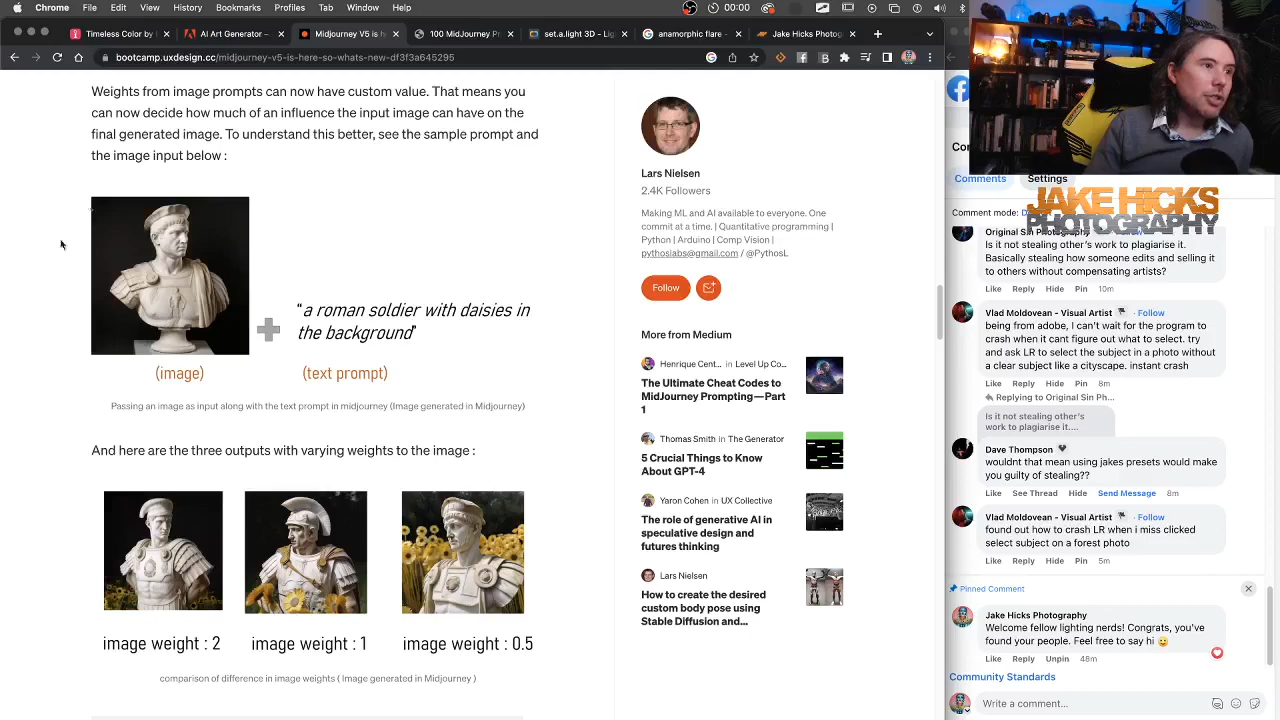 Chrome File Edit View History Bookmarks Profiles Tab Window Help
00:00
Timeless Color by
AI Art Generator –
Midjourney V5 is
100 MidJourney Pr
set.a.light 3D - Lig
anamorphic flare -
Jake Hicks Photog
bootcamp.uxdesign.cc/midjourney-v5-is-here-so-whats-new-df3f3a645295
Weights from image prompts can now have custom value. That means you
can now decide how much of an influence the input image can have on the
final generated image. To understand this better, see the sample prompt and
the image input below :
“a roman soldier with daisies in
the background”
(image)
(text prompt)
Passing an image as input along with the text prompt in midjourney (Image generated in Midjourney)
And here are the three outputs with varying weights to the image :
image weight : 2
image weight : 1
image weight : 0.5
comparison of difference in image weights ( Image generated in Midjourney )
Lars Nielsen
2.4K Followers
Making ML and AI available to everyone. One
commit at a time. | Quantitative programming |
Python | Arduino | Comp Vision |
pythoslabs@gmail.com / @PythosL
Follow
More from Medium
Henrique Cent... in Level Up Co...
The Ultimate Cheat Codes to
MidJourney Prompting—Part
1
Thomas Smith in The Generator
5 Crucial Things to Know
About GPT-4
Yaron Cohen in UX Collective
The role of generative AI in
speculative design and
futures thinking
Lars Nielsen
How to create the desired
custom body pose using
Stable Diffusion and...
Comments
Settings
JAKE HICKS
PHOTOGRAPHY
Comment mode:
Original Sin Photography
Is it not stealing other’s work to plagiarise it.
Basically stealing how someone edits and selling it
to others without compensating artists?
Like Reply Hide Pin 10m
Vlad Moldovean - Visual Artist · Follow
being from adobe, I can't wait for the program to
crash when it cant figure out what to select. try
and ask LR to select the subject in a photo without
a clear subject like a cityscape. instant crash
Like Reply Hide Pin 8m
Replying to Original Sin Ph...
Is it not stealing other’s
work to plagiarise it....
Dave Thompson
wouldnt that mean using jakes presets would make
you guilty of stealing??
Like See Thread Hide Send Message 8m
Vlad Moldovean - Visual Artist · Follow
found out how to crash LR when i miss clicked
select subject on a forest photo
Like Reply Hide Pin 5m
Pinned Comment
Jake Hicks Photography
Welcome fellow lighting nerds! Congrats, you've
found your people. Feel free to say hi
Like Reply Unpin 48m
Community Standards
Write a comment...